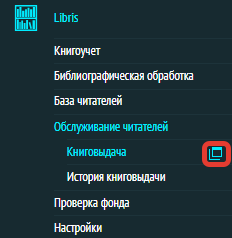 Libris
Книгоучет
Библиографическая обработка
База читателей
Обслуживание читателей
Книговыдача
История книговыдачи
Проверка фонда
Настройки